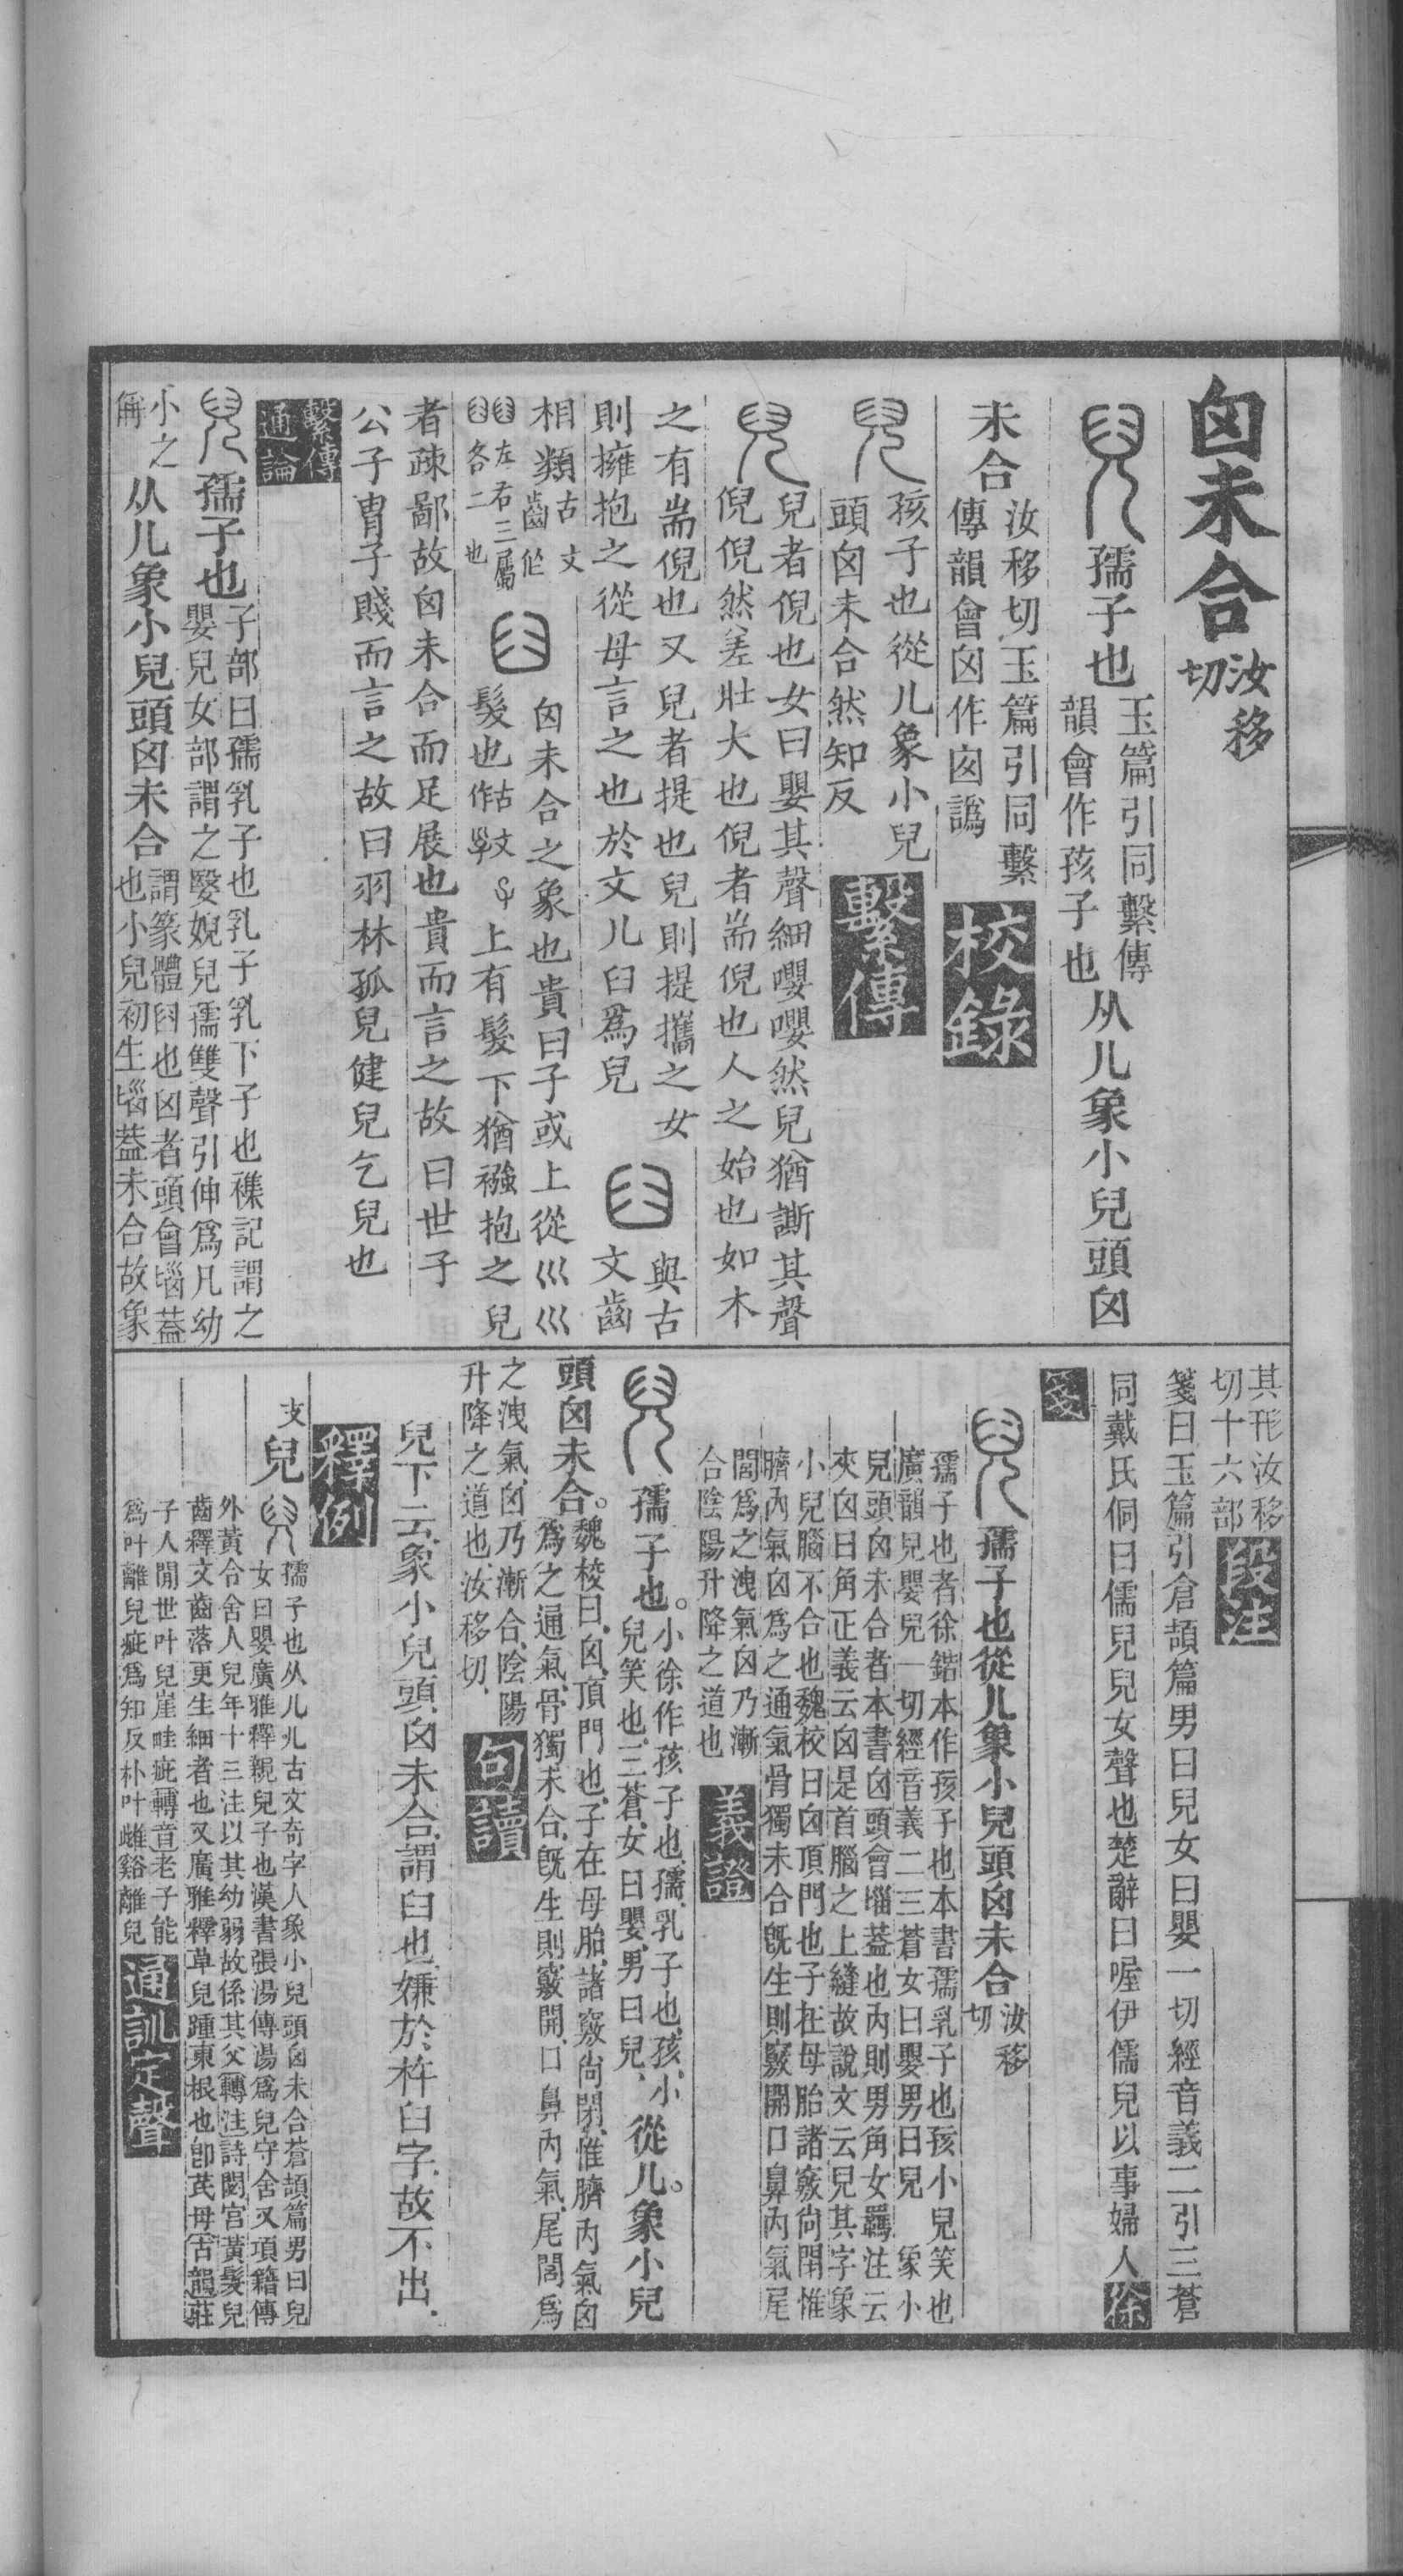 囟未合汝移切
兒孺子也玉篇引同繫傳韻會作孩子也从儿象小兒頭囟
未合汝移切玉篇引同繫傳韻會囟作囪譌校錄
兒孩子也從儿象小兒頭囟未合然知反繫傳
兒兒者倪也女曰嬰其聲細嚶嚶然兒猶嘶其聲
倪倪然差壯大也倪者耑倪也人之始也如木
之有耑倪也又兒者提也兒則提攜之女
則擁抱之從母言之也於文儿臼爲兒
臼與古文齒
相類古文齒作𦥑𦥑左右三屬各二也
囟未合之象也貴曰子或上從巛巛
髮也古文作𡿹𡿹上有髮下猶襁抱之兒
者疎鄙故囟未合而足展也貴而言之故曰世子
公子冑子賤而言之故曰羽林孤兒健兒乞兒也
繫傳通論
兒孺子也子部曰孺乳子也乳子乳下子也襍記謂之
嬰兒女部謂之嫛婗兒孺雙聲引伸爲凡幼
小之偁从儿象小兒頭囟未合謂篆體臼也囟者頭會匘葢
也小兒初生匘葢未合故象
其形汝移切十六部段注
箋曰玉篇引倉頡篇男曰兒女曰嬰一切經音義二引三蒼
同戴氏侗曰儒兒兒女聲也楚辭曰喔伊儒兒以事婦人徐
箋
兒孺子也從儿象小兒頭囟未合汝移切
孺子也者徐鍇本作孩子也本書孺乳子也孩小兒笑也
廣韻兒嬰兒一切經音義二三蒼女曰嬰男曰兒 象小
兒頭囟未合者本書囟頭會匘葢也內則男角女羈注云
夾囟曰角正義云囟是首腦之上縫故說文云兒其字象
小兒腦不合也魏校曰囟頂門也子在母胎諸竅尙閉惟
臍內氣囟爲之通氣骨獨未合旣生則竅開口鼻內氣尾
閭爲之洩氣囟乃漸
合陰陽升降之道也義證
兒孺子也。小徐作孩子也、孺、乳子也、孩、小
兒笑也、三蒼、女曰嬰、男曰兒、從儿。象小兒
頭囟未合。魏校曰、囟、頂門也、子在母胎、諸竅尙閉、惟臍內氣、囟
爲之通氣、骨獨未合、旣生則竅開、口鼻內氣、尾閭爲
之洩氣、囟乃漸合、陰陽
升降之道也、汝移切、句讀
兒下云、象小兒頭囟未合、謂臼也、嫌於杵臼字、故不出、
釋例
支兒兒孺子也从儿儿古文奇字人象小兒頭囟未合蒼頡篇男曰兒
女曰嬰廣雅釋親兒子也漢書張湯傳湯爲兒守舍又項籍傳
外黃令舍人兒年十三注以其幼弱故係其父轉注詩閟宮黃髮兒
齒釋文齒落更生細者也又廣雅釋草兒踵東根也卽茋母古韻莊
子人間世叶兒崖畦疵轉音老子能
爲叶離兒疵爲知反朴叶雌谿離兒通訓定聲